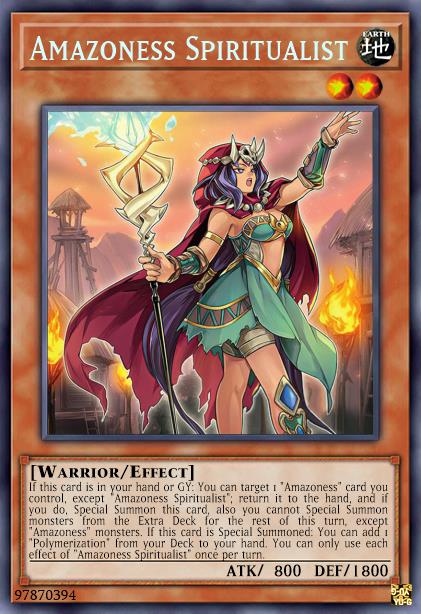 Amazoness Spiritualist
EARTH
地
[Warrior/Effect]
If this card is in your hand or GY: You can target 1 "Amazoness" card you
control, except "Amazoness Spiritualist"; return it to the hand, and if
you do, Special Summon this card, also you cannot Special Summon
monsters from the Extra Deck for the rest of this turn, except
"Amazoness" monsters. If this card is Special Summoned: You can add 1
"Polymerization" from your Deck to your hand. You can only use each
effect of "Amazoness Spiritualist" once per turn.
ATK/ 800 DEF/1800
97870394